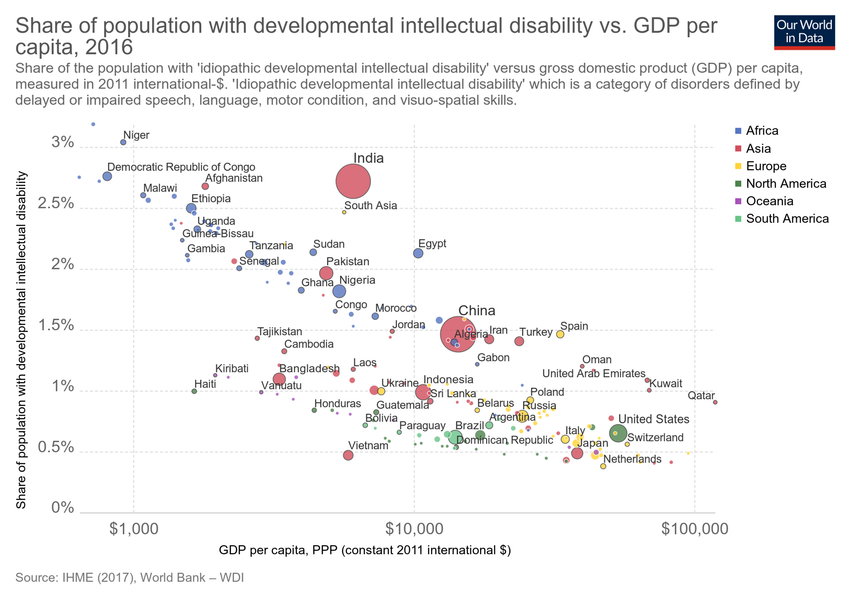 Share of population with developmental intellectual disability vs. GDP per
capita, 2016
Our World
in Data
Share of the population with 'idiopathic developmental intellectual disability' versus gross domestic product (GDP) per capita,
measured in 2011 international-$. 'Idiopathic developmental intellectual disability' which is a category of disorders defined by
delayed or impaired speech, language, motor condition, and visuo-spatial skills.
Africa
Asia
Europe
North America
Oceania
South America
Share of population with developmental intellectual disability
3%
2.5%
2%
1.5%
1%
0.5%
0%
Niger
India
Democratic Republic of Congo
Afghanistan
Malawi
Ethiopia
South Asia
Uganda
Guinea-Bissau
Gambia
Tanzania
Sudan
Egypt
Senegal
Pakistan
Ghana
Nigeria
Congo
Morocco
China
Jordan
Algeria
Iran
Turkey
Spain
Tajikistan
Cambodia
Gabon
Oman
Kiribati
Bangladesh
Laos
United Arab Emirates
Haiti
Vanuatu
Ukraine
Indonesia
Kuwait
Sri Lanka
Poland
Qatar
Honduras
Guatemala
Belarus
Russia
Bolivia
Argentina
United States
Paraguay
Brazil
Italy
Switzerland
Vietnam
Dominican Republic
Japan
Netherlands
$1,000
$10,000
$100,000
GDP per capita, PPP (constant 2011 international $)
Source: IHME (2017), World Bank – WDI